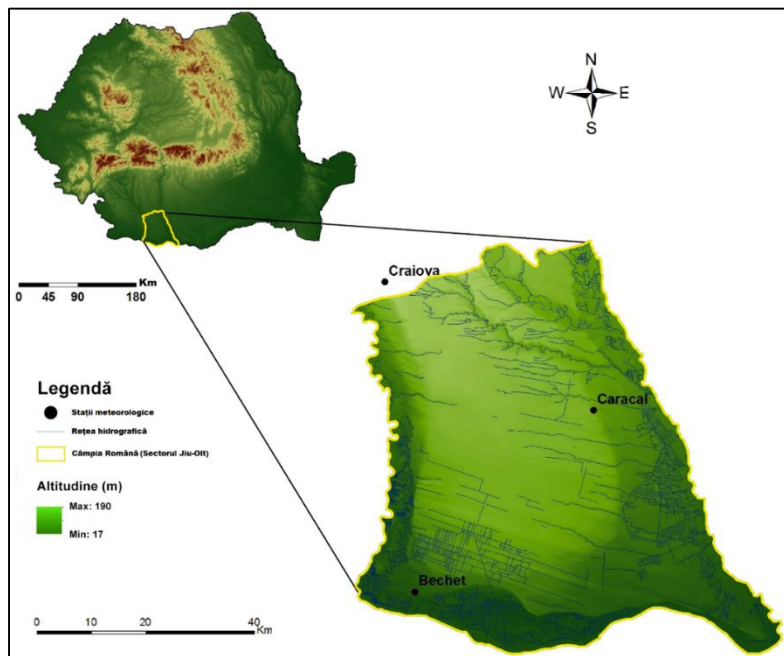 N
W E
S
Km
0 45 90 180
Craiova
Legendă
Stații meteorologice
Rețea hidrografică
Câmpia Română (Sectorul Jiu-Olt)
Caracal
Altitudine (m)
Max: 190
Min: 17
Bechet
0 10 20 40
Km